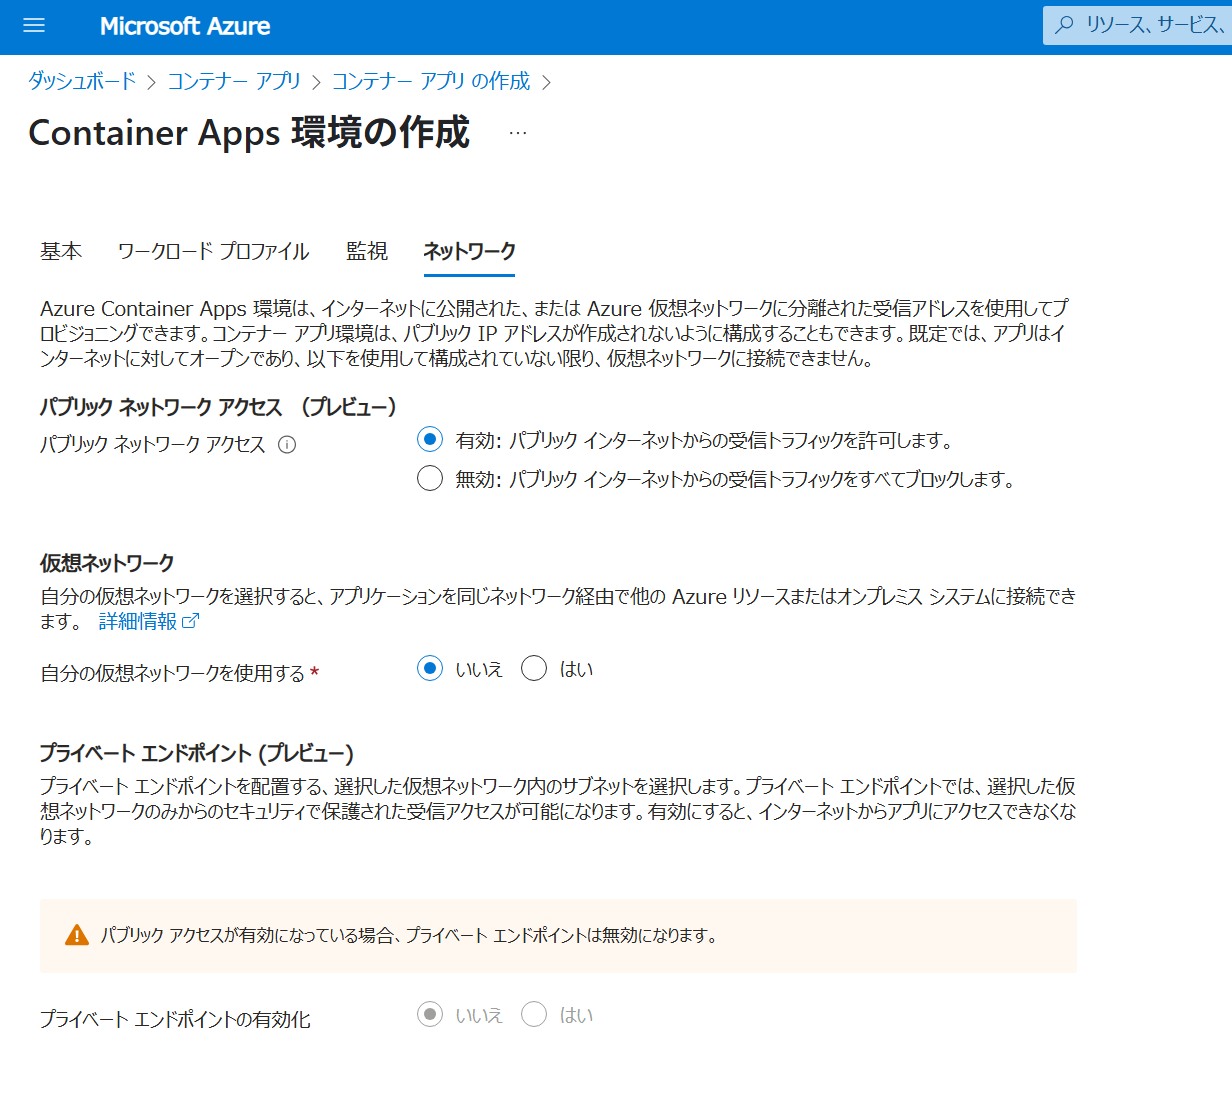 Microsoft Azure
リソース、サービス、
ダッシュボード > コンテナー アプリ > コンテナー アプリ の作成 >
Container Apps 環境の作成 …
基本 ワークロード プロファイル 監視 ネットワーク
Azure Container Apps 環境は、インターネットに公開された、または Azure 仮想ネットワークに分離された受信アドレスを使用してプ
ロビジョニングできます。コンテナー アプリ環境は、パブリック IP アドレスが作成されないように構成することもできます。既定では、アプリはイ
ンターネットに対してオープンであり、以下を使用して構成されていない限り、仮想ネットワークに接続できません。
パブリック ネットワーク アクセス （プレビュー）
パブリック ネットワーク アクセス
有効: パブリック インターネットからの受信トラフィックを許可します。
無効: パブリック インターネットからの受信トラフィックをすべてブロックします。
仮想ネットワーク
自分の仮想ネットワークを選択すると、アプリケーションを同じネットワーク経由で他の Azure リソースまたはオンプレミス システムに接続でき
ます。 詳細情報
自分の仮想ネットワークを使用する * いいえ はい
プライベート エンドポイント (プレビュー)
プライベート エンドポイントを配置する、選択した仮想ネットワーク内のサブネットを選択します。プライベート エンドポイントでは、選択した仮
想ネットワークのみからのセキュリティで保護された受信アクセスが可能になります。有効にすると、インターネットからアプリにアクセスできなくな
ります。
パブリック アクセスが有効になっている場合、プライベート エンドポイントは無効になります。
プライベート エンドポイントの有効化 いいえ はい